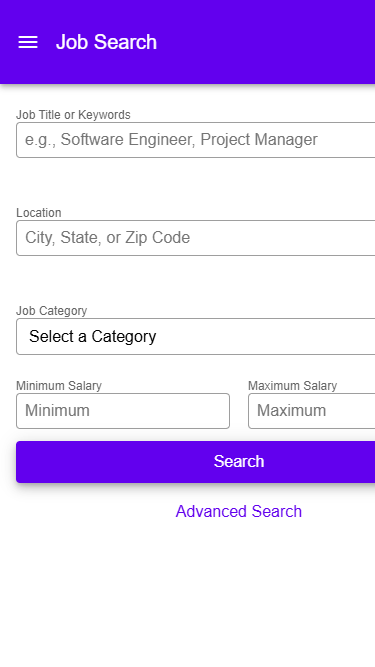 Job Search
Job Title or Keywords
e.g., Software Engineer, Project Manager
Location
City, State, or Zip Code
Job Category
Select a Category
Minimum Salary Maximum Salary
Minimum Maximum
Search
Advanced Search